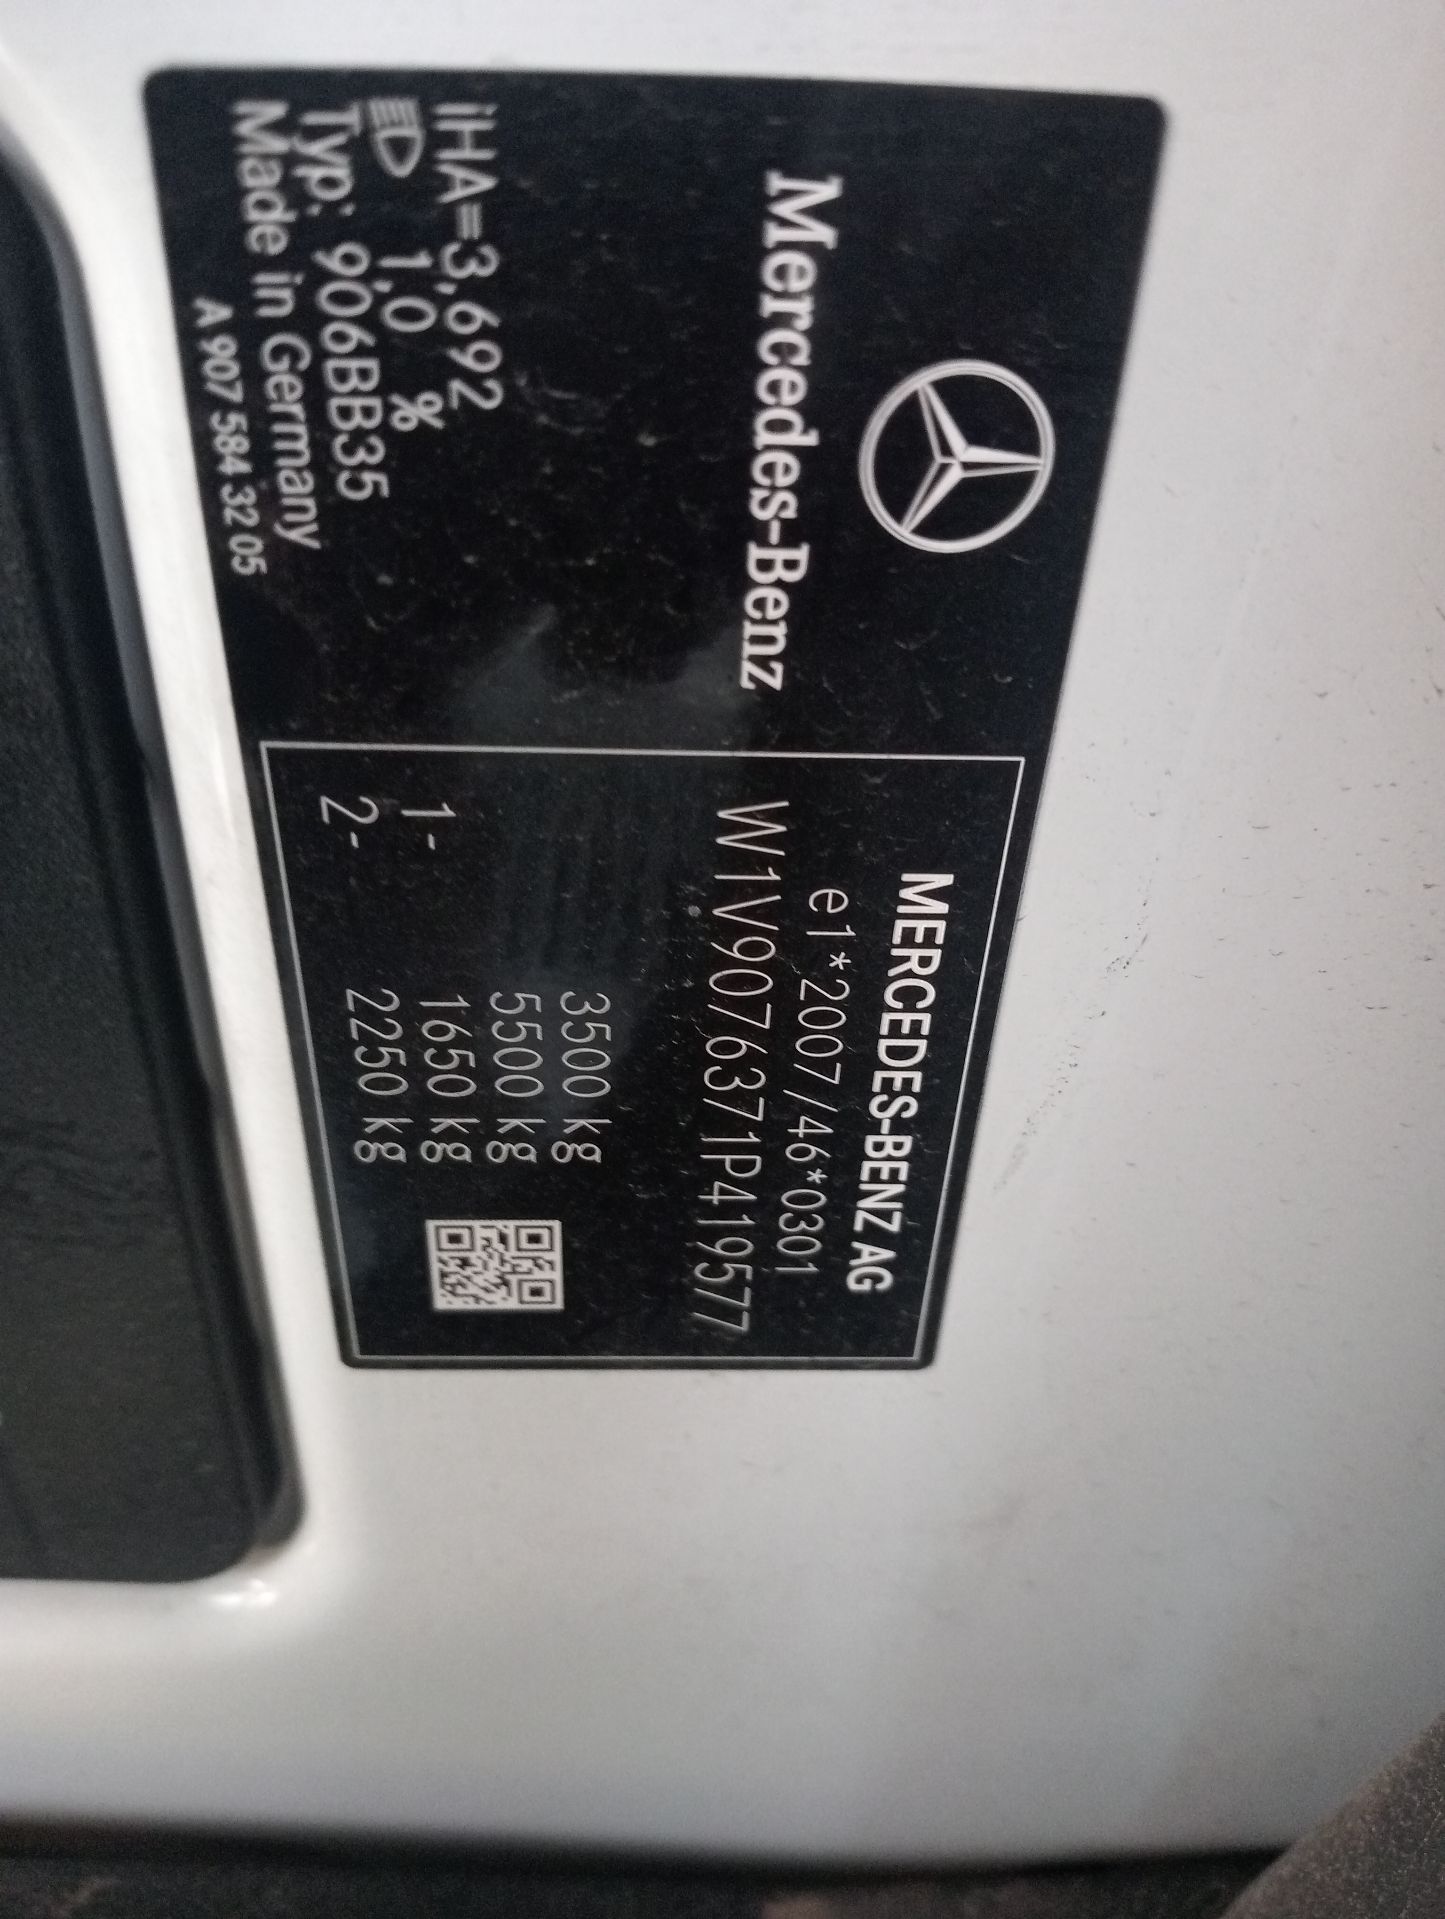 Mercedes-Benz
iHA=3,692
1,0 %
Typ: 906BB35
Made in Germany
A 907 584 32 05
MERCEDES-BENZ AG
e1*2007/46*0301
W1V9076371P419577
3500 kg
5500 kg
1- 1650 kg
2- 2250 kg